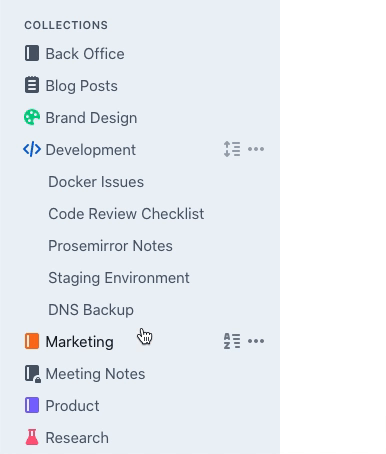 COLLECTIONS
Back Office
Blog Posts
Brand Design
Development
Docker Issues
Code Review Checklist
Prosemirror Notes
Staging Environment
DNS Backup
Marketing
Meeting Notes
Product
Research